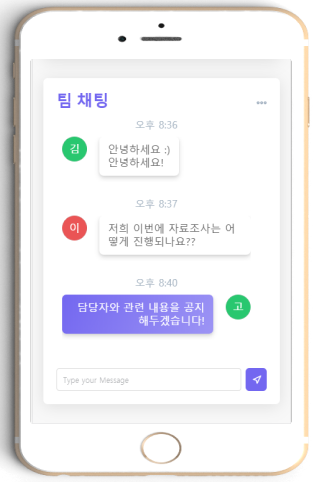 팀 채팅
오후 8:36
김
안녕하세요 :)
안녕하세요!
오후 8:37
이
저희 이번에 자료조사는 어
떻게 진행되나요??
오후 8:40
담당자와 관련 내용을 공지
해두겠습니다!
고
Type your Message